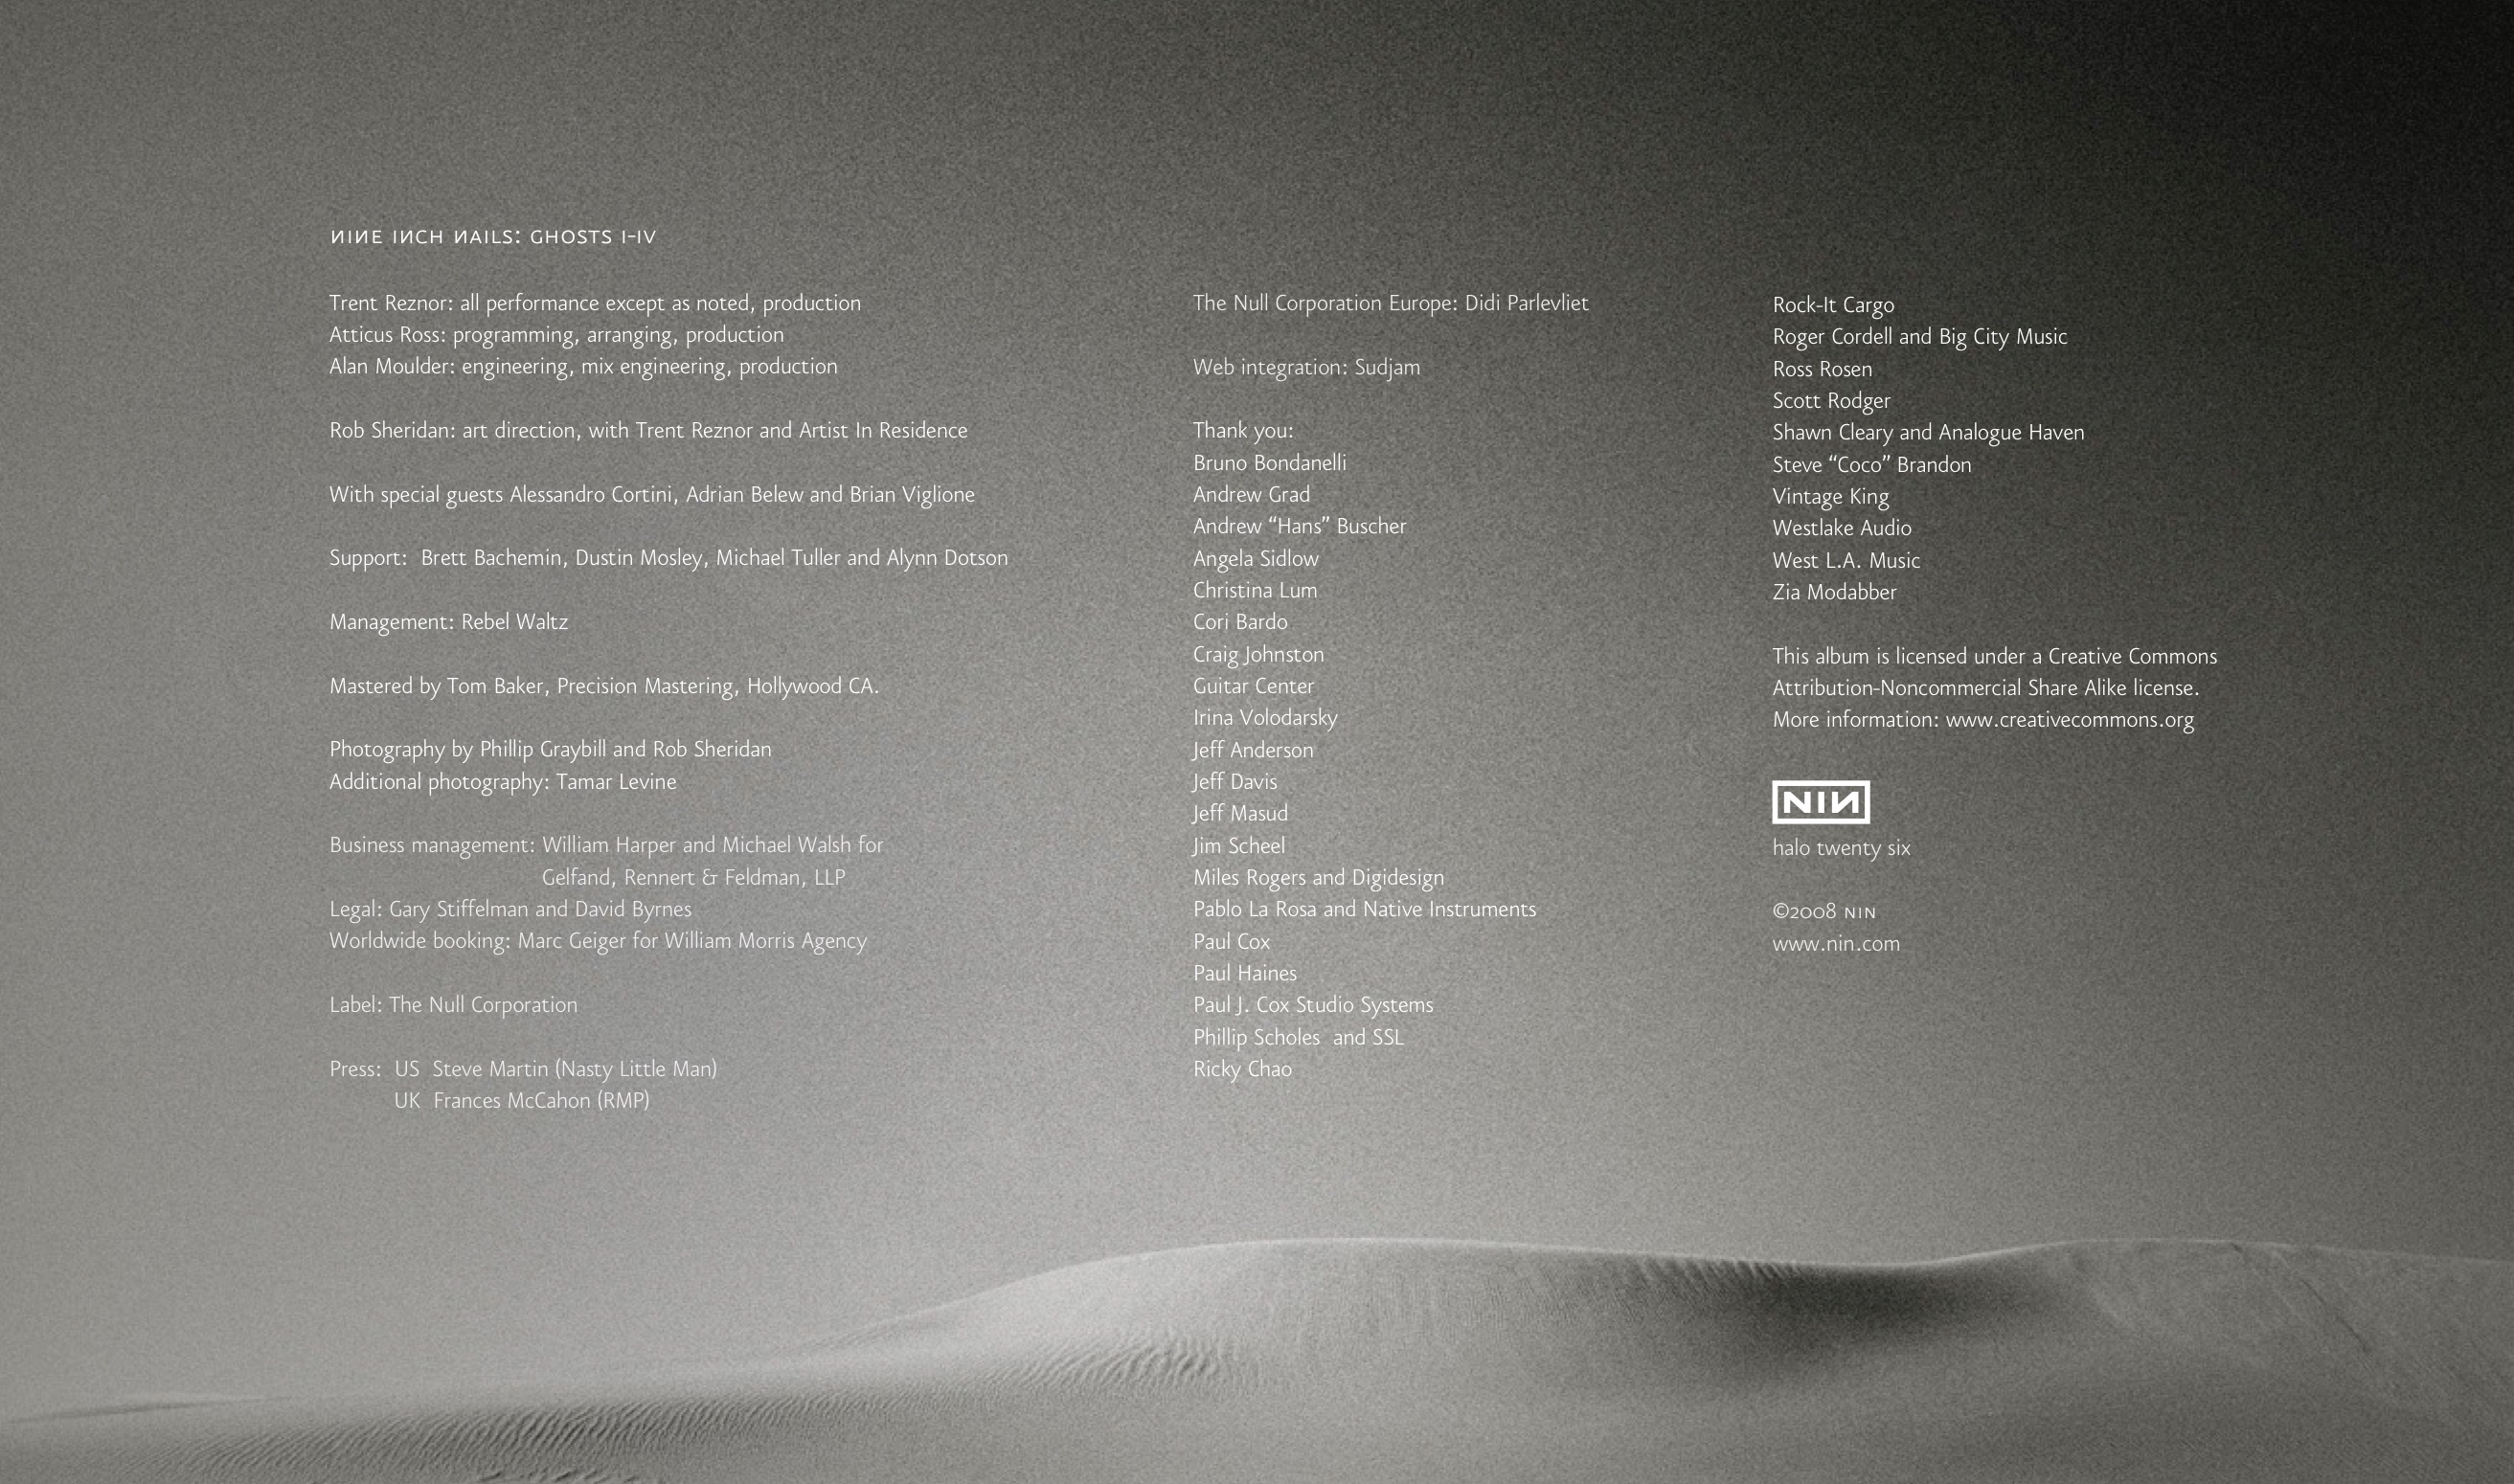 NINE INCH NAILS: GHOSTS I-IV
Trent Reznor: all performance except as noted, production
Atticus Ross: programming, arranging, production
Alan Moulder: engineering, mix engineering, production
Rob Sheridan: art direction, with Trent Reznor and Artist In Residence
With special guests Alessandro Cortini, Adrian Belew and Brian Viglione
Support:  Brett Bachemin, Dustin Mosley, Michael Tuller and Alynn Dotson
Management: Rebel Waltz
Mastered by Tom Baker, Precision Mastering, Hollywood CA.
Photography by Phillip Graybill and Rob Sheridan
Additional photography: Tamar Levine
Business management: William Harper and Michael Walsh for
Gelfand, Rennert & Feldman, LLP
Legal: Gary Stiffelman and David Byrnes
Worldwide booking: Marc Geiger for William Morris Agency
Label: The Null Corporation
Press:  US  Steve Martin (Nasty Little Man)
UK  Frances McCahon (RMP)
The Null Corporation Europe: Didi Parlevliet
Web integration: Sudjam
Thank you:
Bruno Bondanelli
Andrew Grad
Andrew “Hans” Buscher
Angela Sidlow
Christina Lum
Cori Bardo
Craig Johnston
Guitar Center
Irina Volodarsky
Jeff Anderson
Jeff Davis
Jeff Masud
Jim Scheel
Miles Rogers and Digidesign
Pablo La Rosa and Native Instruments
Paul Cox
Paul Haines
Paul J. Cox Studio Systems
Phillip Scholes  and SSL
Ricky Chao
Rock-It Cargo
Roger Cordell and Big City Music
Ross Rosen
Scott Rodger
Shawn Cleary and Analogue Haven
Steve “Coco” Brandon
Vintage King
Westlake Audio
West L.A. Music
Zia Modabber
This album is licensed under a Creative Commons
Attribution-Noncommercial Share Alike license.
More information: www.creativecommons.org
NIN
halo twenty six
©2008 NIN
www.nin.com